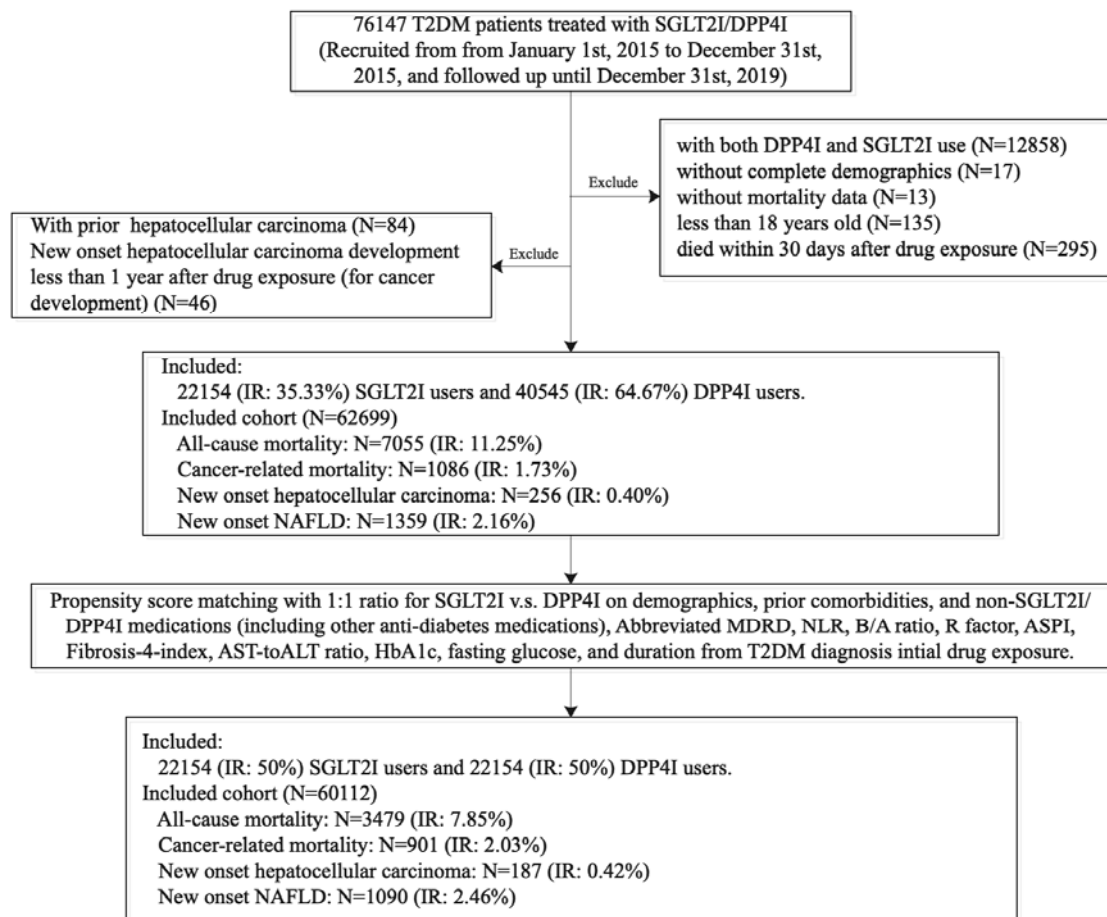 76147 T2DM patients treated with SGLT2I/DPP4I
(Recruited from from January 1st, 2015 to December 31st,
2015, and followed up until December 31st, 2019)
with both DPP4I and SGLT2I use (N=12858)
without complete demographics (N=17)
without mortality data (N=13)
less than 18 years old (N=135)
died within 30 days after drug exposure (N=295)
Exclude
With prior hepatocellular carcinoma (N=84)
New onset hepatocellular carcinoma development
less than 1 year after drug exposure (for cancer
development) (N=46)
Exclude
Included:
22154 (IR: 35.33%) SGLT2I users and 40545 (IR: 64.67%) DPP4I users.
Included cohort (N=62699)
All-cause mortality: N=7055 (IR: 11.25%)
Cancer-related mortality: N=1086 (IR: 1.73%)
New onset hepatocellular carcinoma: N=256 (IR: 0.40%)
New onset NAFLD: N=1359 (IR: 2.16%)
Propensity score matching with 1:1 ratio for SGLT2I v.s. DPP4I on demographics, prior comorbidities, and non-SGLT2I/
DPP4I medications (including other anti-diabetes medications), Abbreviated MDRD, NLR, B/A ratio, R factor, ASPI,
Fibrosis-4-index, AST-toALT ratio, HbA1c, fasting glucose, and duration from T2DM diagnosis intial drug exposure.
Included:
22154 (IR: 50%) SGLT2I users and 22154 (IR: 50%) DPP4I users.
Included cohort (N=60112)
All-cause mortality: N=3479 (IR: 7.85%)
Cancer-related mortality: N=901 (IR: 2.03%)
New onset hepatocellular carcinoma: N=187 (IR: 0.42%)
New onset NAFLD: N=1090 (IR: 2.46%)